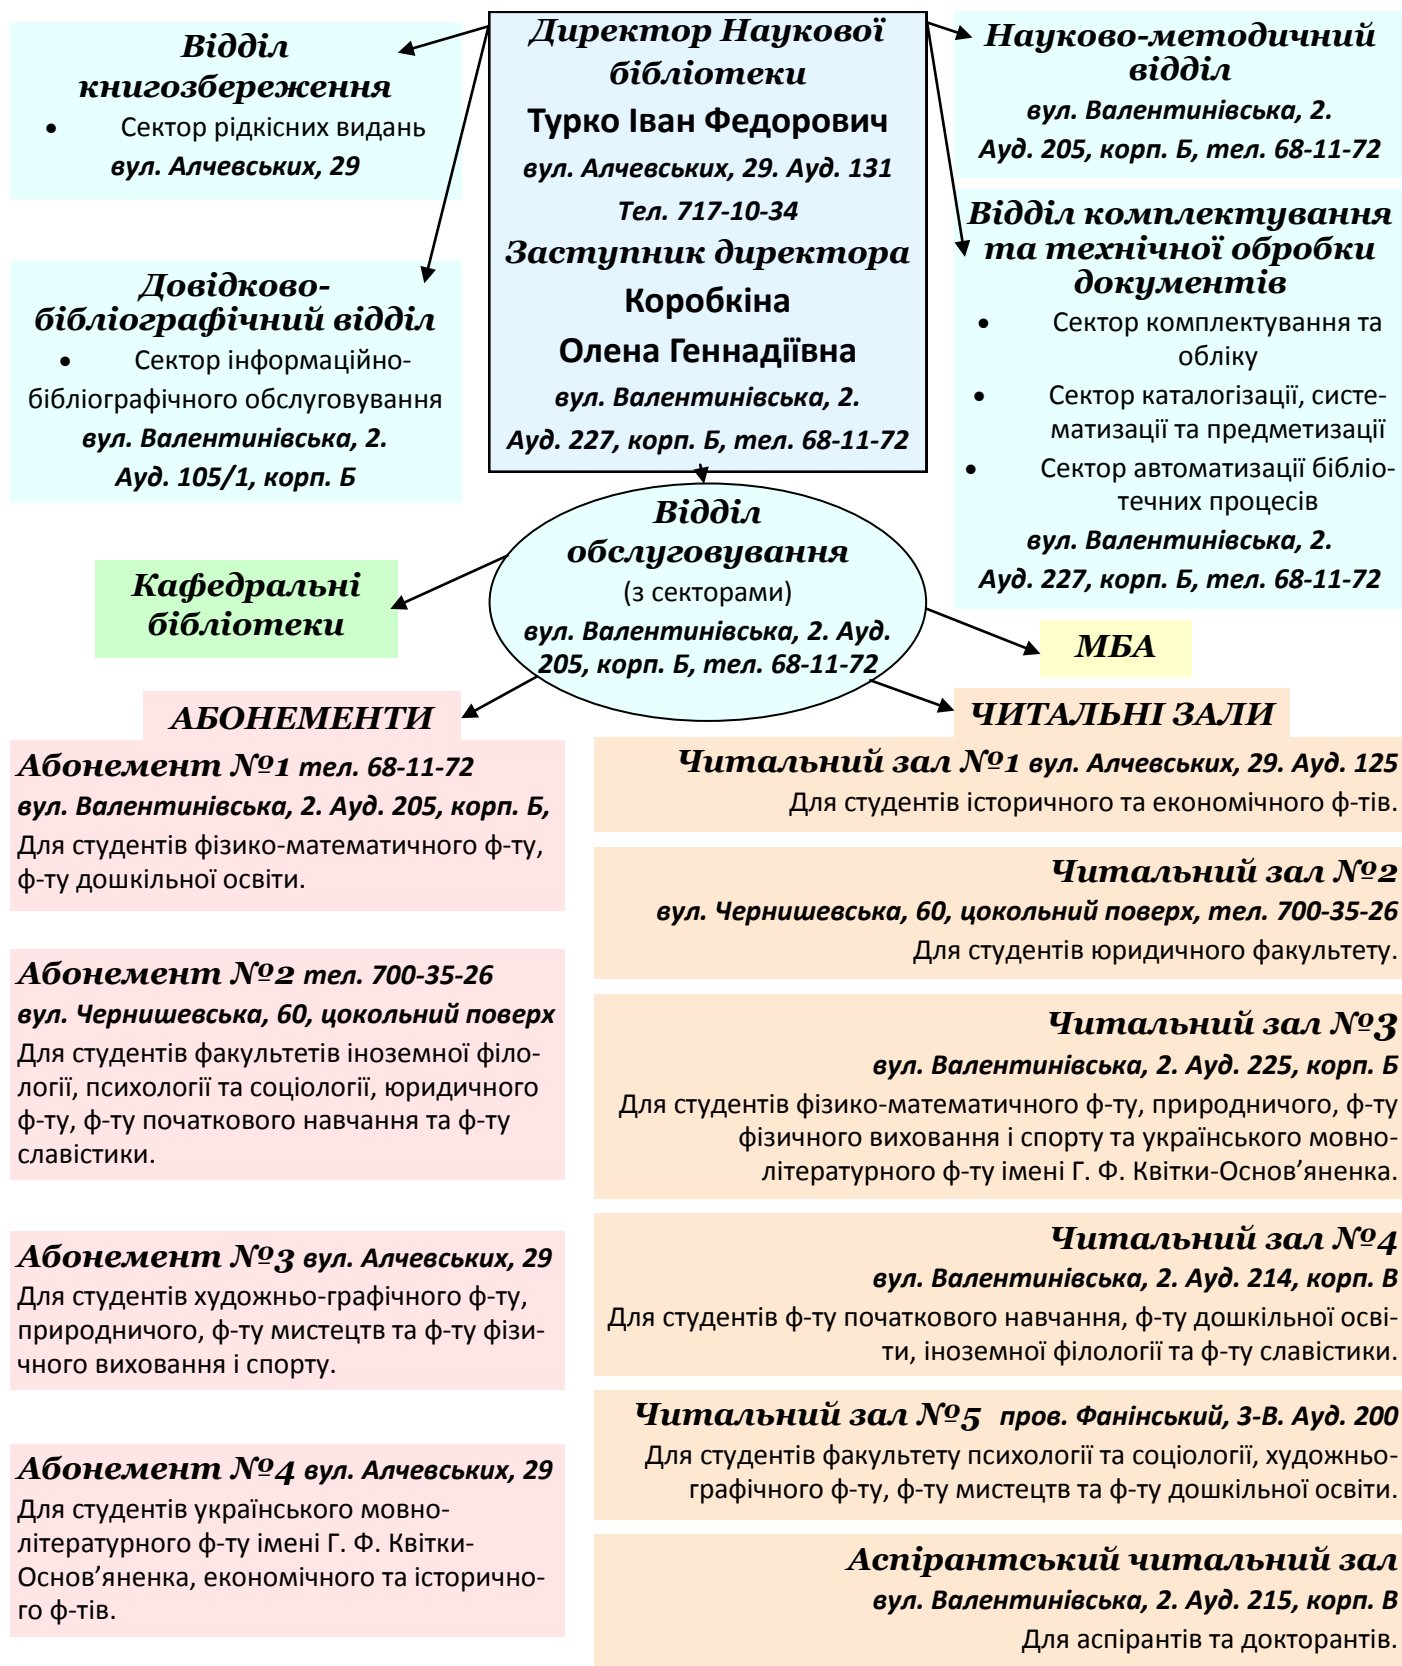 Відділ
книгозбереження
• Сектор рідкісних видань
вул. Алчевських, 29
Довідково-
бібліографічний відділ
• Сектор інформаційно-
бібліографічного обслуговування
вул. Валентинівська, 2.
Ауд. 105/1, корп. Б
Директор Наукової
бібліотеки
Турко Іван Федорович
вул. Алчевських, 29. Ауд. 131
Тел. 717-10-34
Заступник директора
Коробкіна
Олена Геннадіївна
вул. Валентинівська, 2.
Ауд. 227, корп. Б, тел. 68-11-72
Науково-методичний
відділ
вул. Валентинівська, 2.
Ауд. 205, корп. Б, тел. 68-11-72
Відділ комплектування
та технічної обробки
документів
• Сектор комплектування та
обліку
• Сектор каталогізації, систе-
матизації та предметизації
• Сектор автоматизації бібліо-
течних процесів
вул. Валентинівська, 2.
Ауд. 227, корп. Б, тел. 68-11-72
Відділ
обслуговування
(з секторами)
вул. Валентинівська, 2. Ауд.
205, корп. Б, тел. 68-11-72
Кафедральні
бібліотеки
МБА
АБОНЕМЕНТИ
Абонемент №1 тел. 68-11-72
вул. Валентинівська, 2. Ауд. 205, корп. Б,
Для студентів фізико-математичного ф-ту,
ф-ту дошкільної освіти.
Абонемент №2 тел. 700-35-26
вул. Чернишевська, 60, цокольний поверх
Для студентів факультетів іноземної філо-
логії, психології та соціології, юридичного
ф-ту, ф-ту початкового навчання та ф-ту
славістики.
Абонемент №3 вул. Алчевських, 29
Для студентів художньо-графічного ф-ту,
природничого, ф-ту мистецтв та ф-ту фізи-
чного виховання і спорту.
Абонемент №4 вул. Алчевських, 29
Для студентів українського мовно-
літературного ф-ту імені Г. Ф. Квітки-
Основ’яненка, економічного та історично-
го ф-тів.
ЧИТАЛЬНІ ЗАЛИ
Читальний зал №1 вул. Алчевських, 29. Ауд. 125
Для студентів історичного та економічного ф-тів.
Читальний зал №2
вул. Чернишевська, 60, цокольний поверх, тел. 700-35-26
Для студентів юридичного факультету.
Читальний зал №3
вул. Валентинівська, 2. Ауд. 225, корп. Б
Для студентів фізико-математичного ф-ту, природничого, ф-ту
фізичного виховання і спорту та українського мовно-
літературного ф-ту імені Г. Ф. Квітки-Основ’яненка.
Читальний зал №4
вул. Валентинівська, 2. Ауд. 214, корп. В
Для студентів ф-ту початкового навчання, ф-ту дошкільної осві-
ти, іноземної філології та ф-ту славістики.
Читальний зал №5 пров. Фанінський, 3-В. Ауд. 200
Для студентів факультету психології та соціології, художньо-
графічного ф-ту, ф-ту мистецтв та ф-ту дошкільної освіти.
Аспірантський читальний зал
вул. Валентинівська, 2. Ауд. 215, корп. В
Для аспірантів та докторантів.